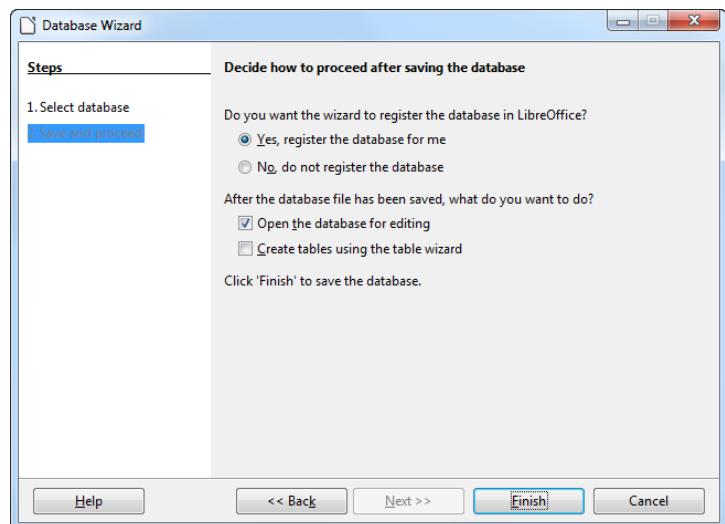 Database Wizard
Steps
1. Select database
2. Save and proceed
Decide how to proceed after saving the database
Do you want the wizard to register the database in LibreOffice?
Yes, register the database for me
No, do not register the database
After the database file has been saved, what do you want to do?
Open the database for editing
Create tables using the table wizard
Click 'Finish' to save the database.
Help
<< Back
Next >>
Finish
Cancel